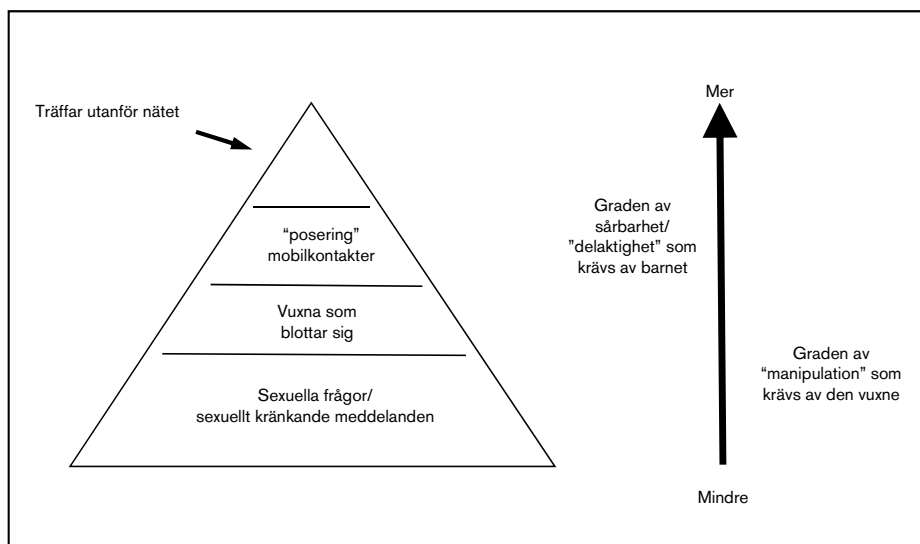 Träffar utanför nätet
“posering”
mobilkontakter
Vuxna som
blottar sig
Sexuella frågor/
sexuellt kränkande meddelanden
Mer
Graden av
sårbarhet/
”delaktighet” som
krävs av barnet
Graden av
“manipulation” som
krävs av den vuxne
Mindre